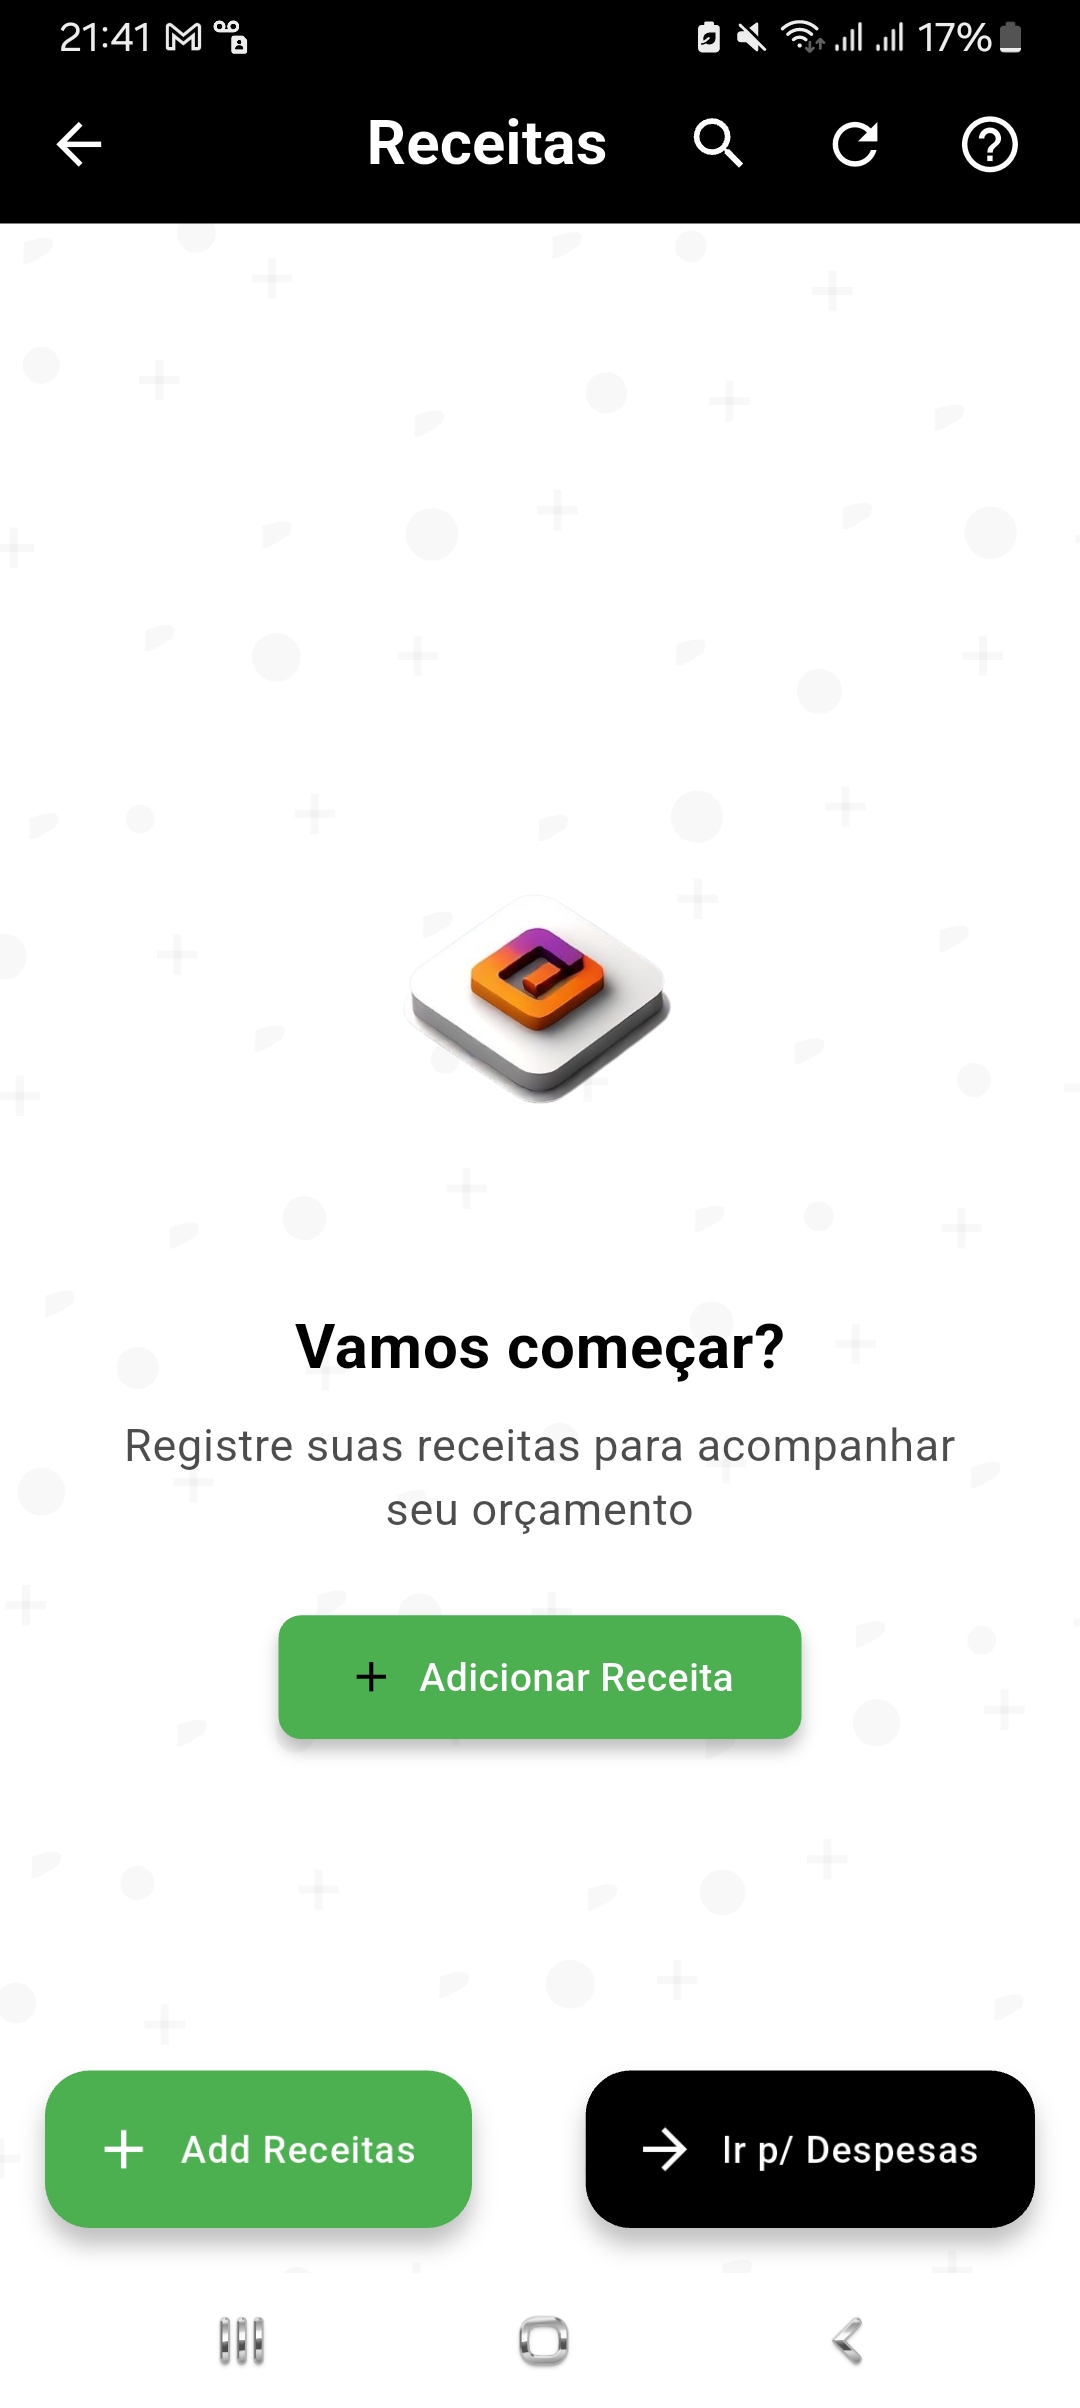 21:41
17%
Receitas
Vamos começar?
Registre suas receitas para acompanhar
seu orçamento
Adicionar Receita
Add Receitas
Ir p/ Despesas